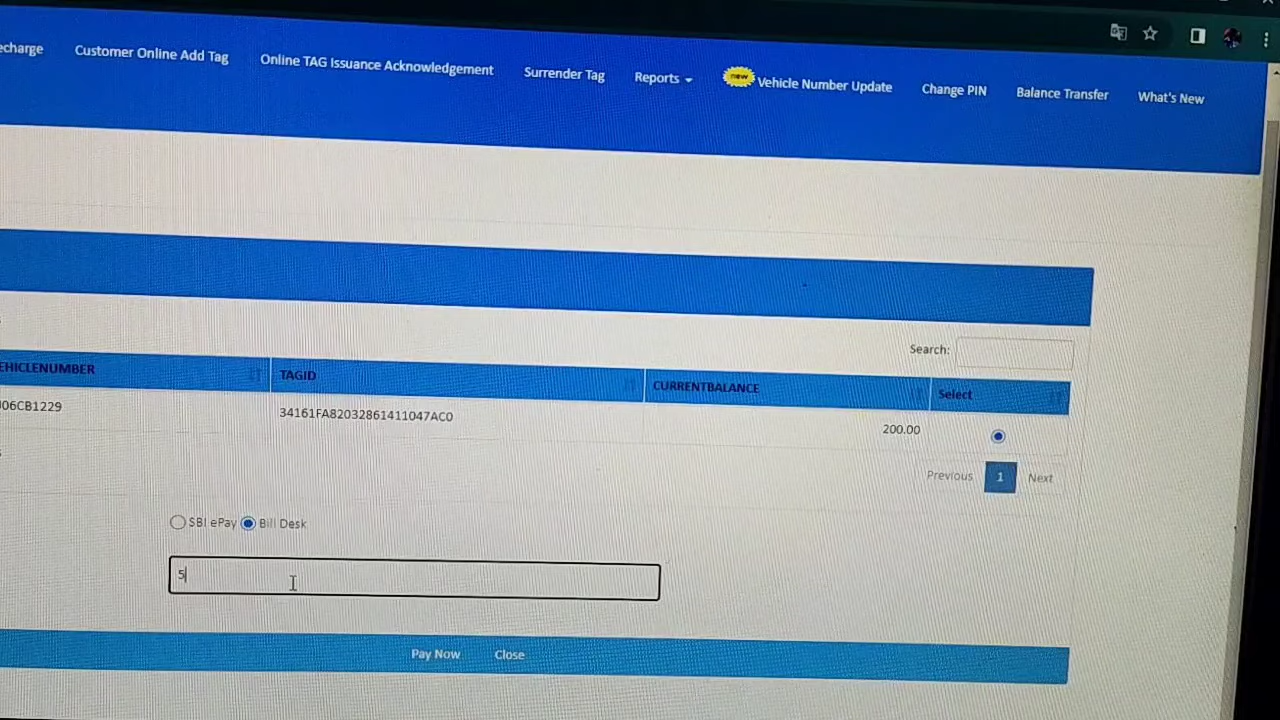 echarge Customer Online Add Tag Online TAG Issuance Acknowledgement Surrender Tag Reports new Vehicle Number Update Change PIN Balance Transfer What's New
Search:
EHICLENUMBER TAGID CURRENTBALANCE Select
06CB1229 34161FA82032861411047AC0 200.00
Previous 1 Next
SBI ePay Bill Desk
5
Pay Now Close